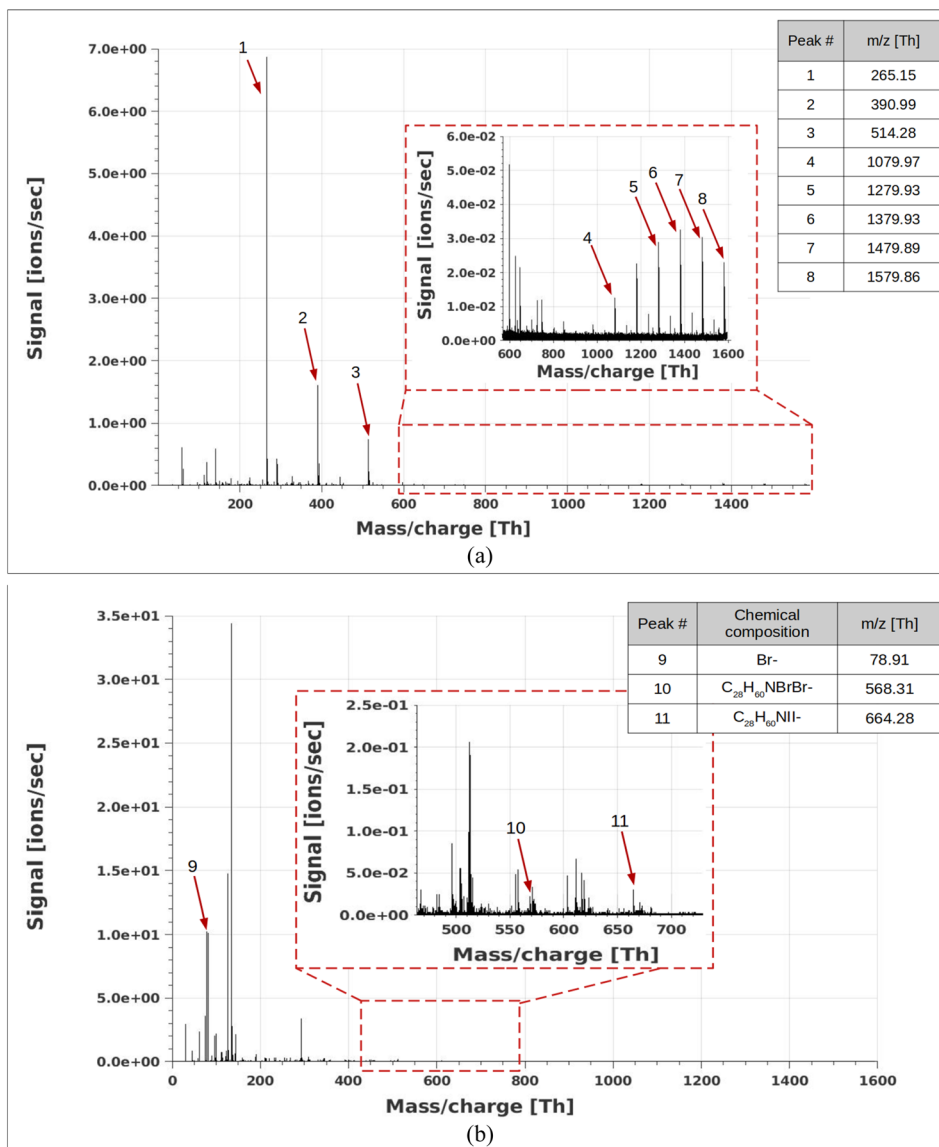 Peak # m/z [Th]
1 265.15
2 390.99
3 514.28
4 1079.97
5 1279.93
6 1379.93
7 1479.89
8 1579.86
Signal [ions/sec]
7.0e+00
6.0e+00
5.0e+00
4.0e+00
3.0e+00
2.0e+00
1.0e+00
0.0e+00
1
2
3
200 400 600 800 1000 1200 1400
Mass/charge [Th]
Signal [ions/sec]
6.0e-02
5.0e-02
4.0e-02
3.0e-02
2.0e-02
1.0e-02
0.0e+00
4
5
6
7
8
600 800 1000 1200 1400 1600
Mass/charge [Th]
(a)
Peak # Chemical composition m/z [Th]
9 Br- 78.91
10 C28H60NBrBr- 568.31
11 C28H60NII- 664.28
Signal [ions/sec]
3.5e+01
3.0e+01
2.5e+01
2.0e+01
1.5e+01
1.0e+01
5.0e+00
0.0e+00
9
0 200 400 600 800 1000 1200 1400 1600
Mass/charge [Th]
Signal [ions/sec]
2.5e-01
2.0e-01
1.5e-01
1.0e-01
5.0e-02
0.0e+00
10
11
500 550 600 650 700
Mass/charge [Th]
(b)